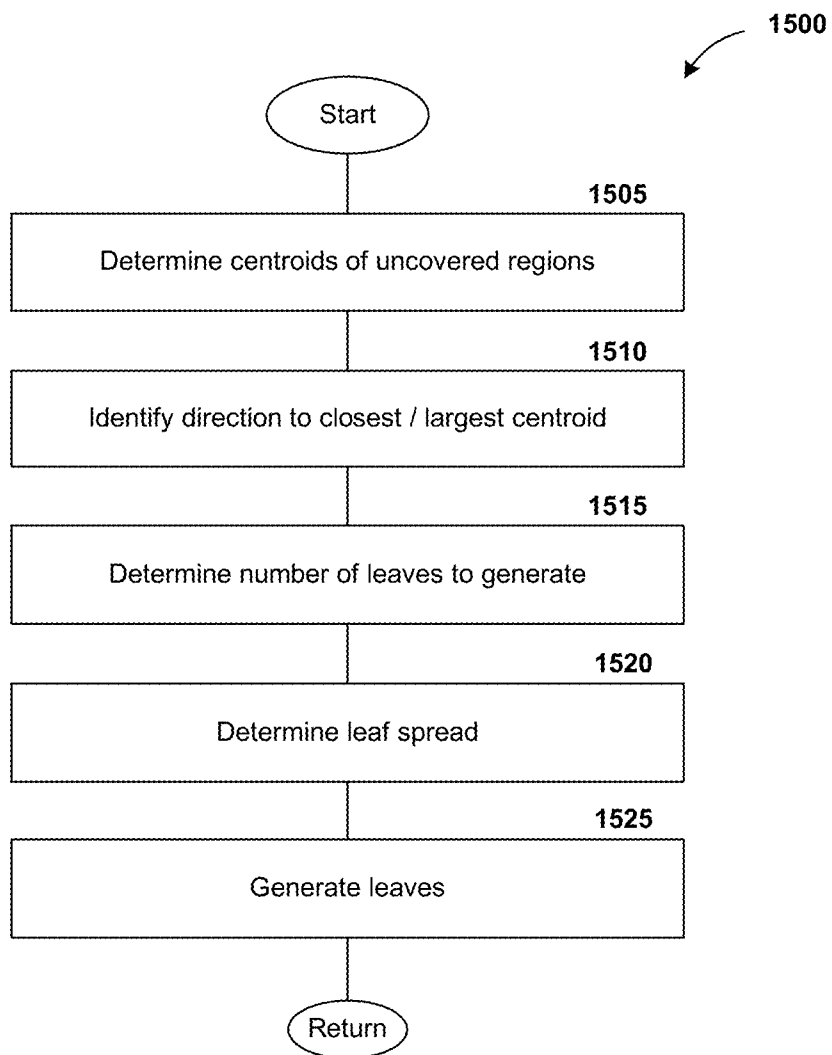 1500
Start
1505
Determine centroids of uncovered regions
1510
Identify direction to closest / largest centroid
1515
Determine number of leaves to generate
1520
Determine leaf spread
1525
Generate leaves
Return